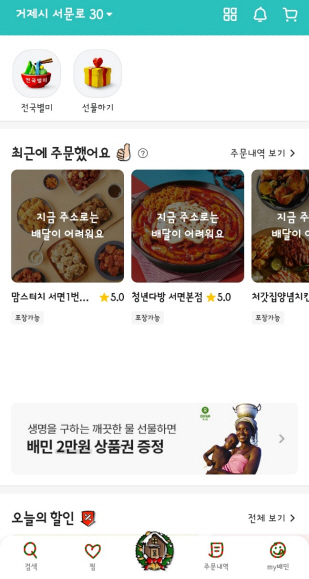 거제시 서문로 30
전국별미
전국별미
선물하기
최근에 주문했어요
주문내역 보기
지금 주소로는
배달이 어려워요
지금 주소로는
배달이 어려워요
지금 주
배달이 어
맘스터치 서면1번...
5.0
청년다방 서면본점
5.0
처갓집양념치킨
포장가능
포장가능
포장가능
생명을 구하는 깨끗한 물 선물하면
배민 2만원 상품권 증정
오늘의 할인
전체 보기
검색
찜
주문내역
my배민